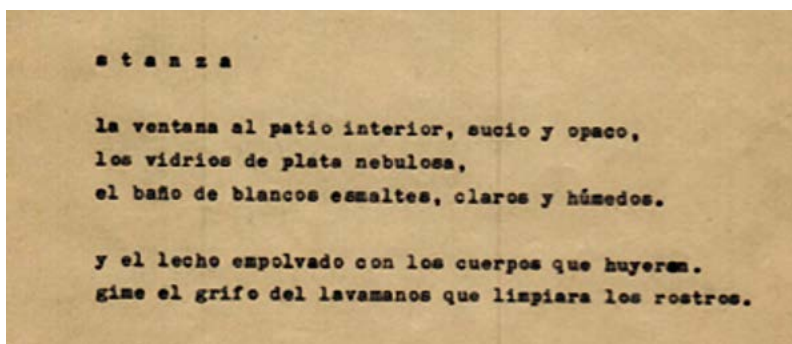 s t a n z a
la ventana al patio interior, sucio y opaco,
los vidrios de plata nebulosa,
el baño de blancos esmaltes, claros y húmedos.
y el lecho empolvado con los cuerpos que huyeron.
gime el grifo del lavamanos que limpiara los rostros.